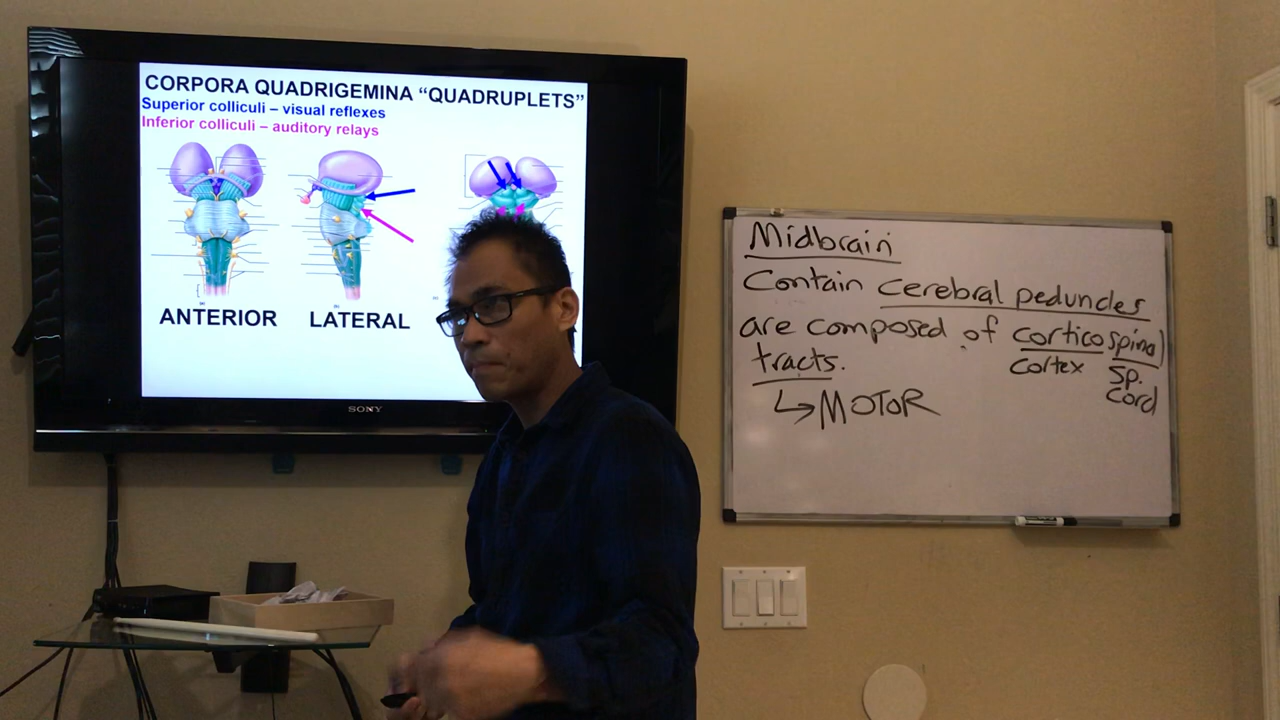 CORPORA QUADRIGEMINA “QUADRUPLETS”
Superior colliculi – visual reflexes
Inferior colliculi – auditory relays
ANTERIOR
LATERAL
SONY
Midbrain
Contain cerebral peduncles
are composed of corticospinal
tracts.
cortex sp.
cord
↳ MOTOR